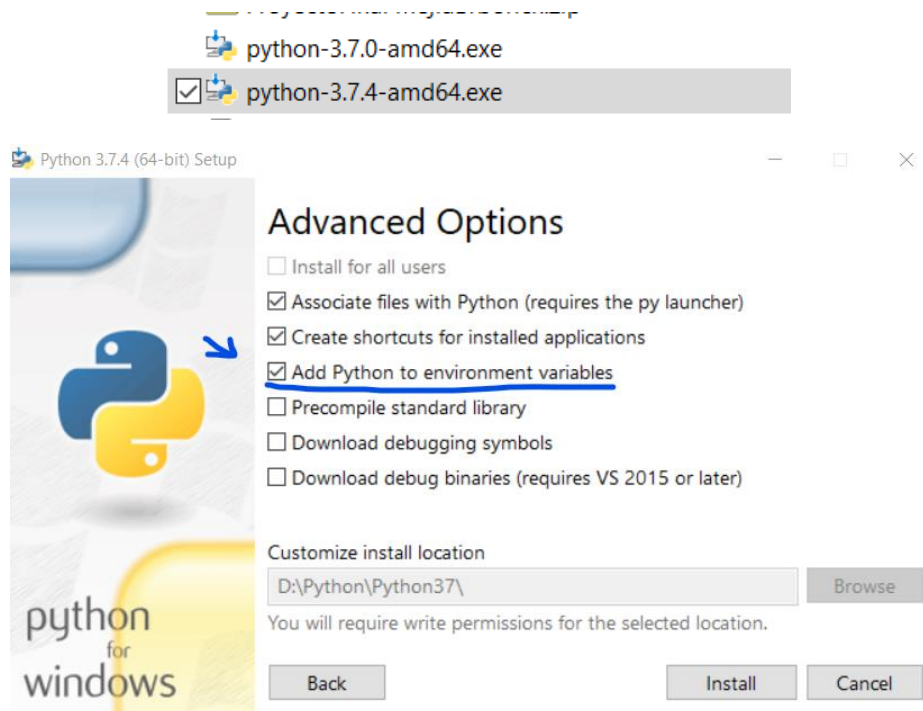 python-3.7.0-amd64.exe
python-3.7.4-amd64.exe
Python 3.7.4 (64-bit) Setup
Advanced Options
Install for all users
Associate files with Python (requires the py launcher)
Create shortcuts for installed applications
Add Python to environment variables
Precompile standard library
Download debugging symbols
Download debug binaries (requires VS 2015 or later)
Customize install location
D:\Python\Python37\
Browse
You will require write permissions for the selected location.
python
for
windows
Back
Install
Cancel